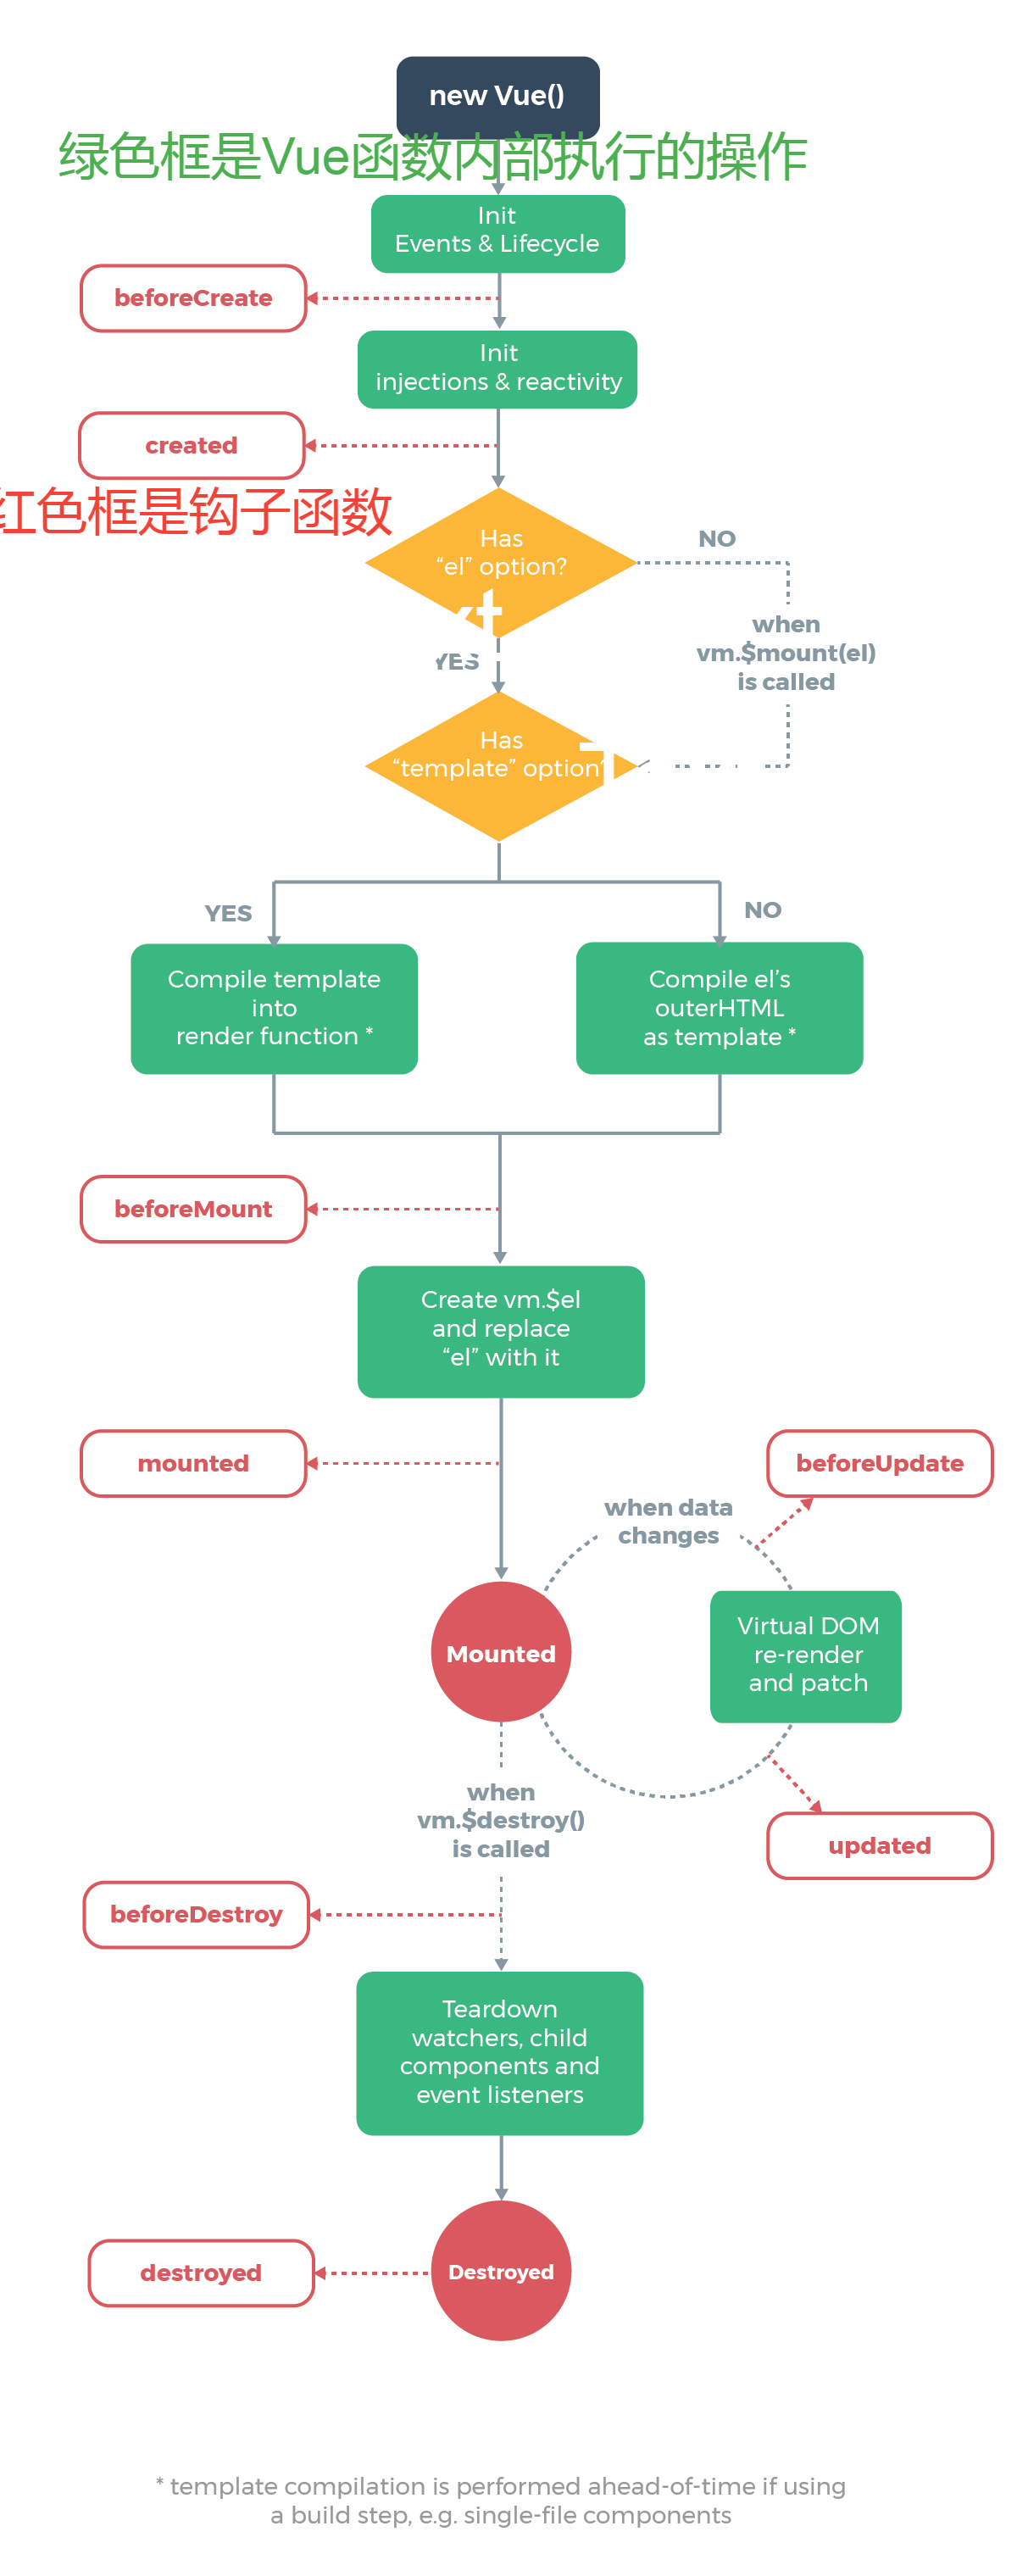 new Vue()
绿色框是Vue函数内部执行的操作
Init
Events & Lifecycle
beforeCreate
Init
injections & reactivity
created
红色框是钩子函数
Has
“el” option?
NO
YES
when
vm.$mount(el)
is called
Has
“template” option?
YES
NO
Compile template
into
render function *
Compile el’s
outerHTML
as template *
beforeMount
Create vm.$el
and replace
“el” with it
mounted
beforeUpdate
when data
changes
Mounted
Virtual DOM
re-render
and patch
when
vm.$destroy()
is called
updated
beforeDestroy
Teardown
watchers, child
components and
event listeners
destroyed
Destroyed
* template compilation is performed ahead-of-time if using
a build step, e.g. single-file components